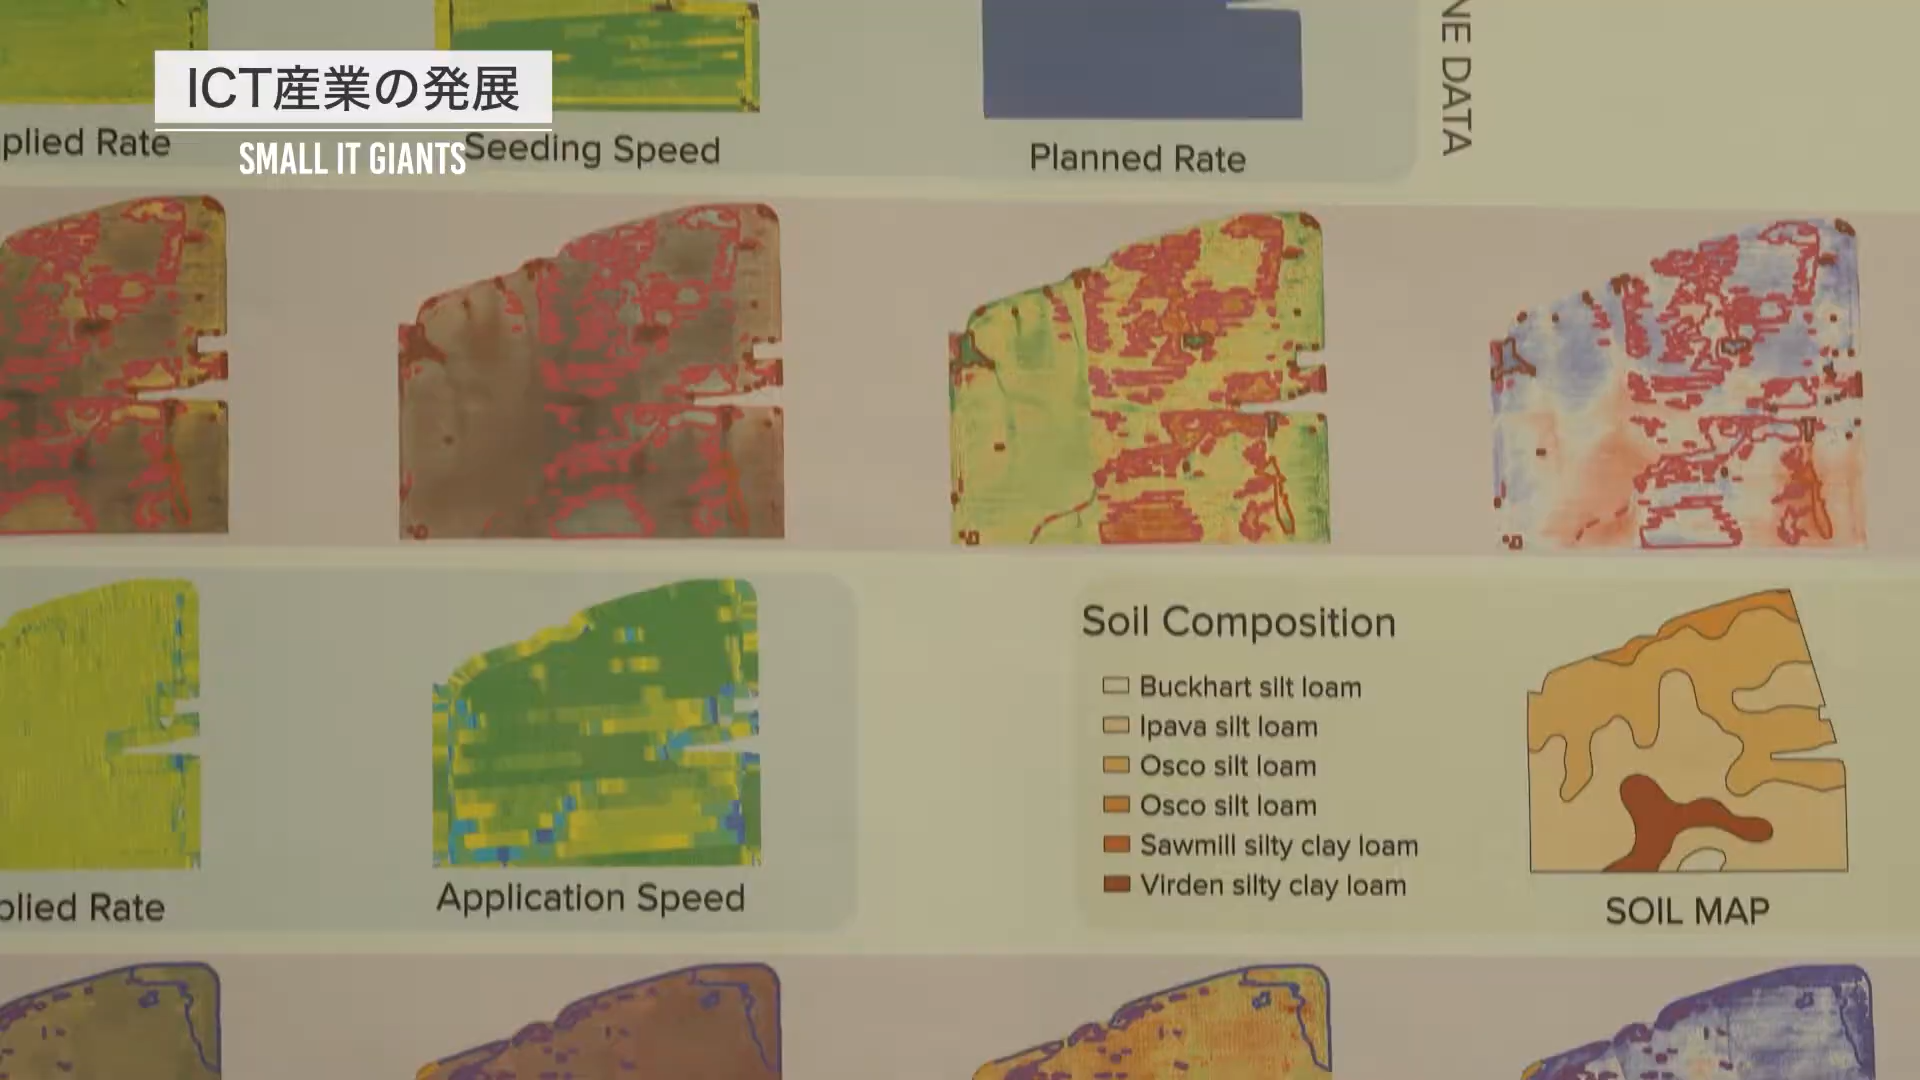 ICT産業の発展
SMALL IT GIANTS
plied Rate
Seeding Speed
Planned Rate
NE DATA
Soil Composition
Buckhart silt loam
Ipava silt loam
Osco silt loam
Osco silt loam
Sawmill silty clay loam
Virden silty clay loam
SOIL MAP
plied Rate
Application Speed